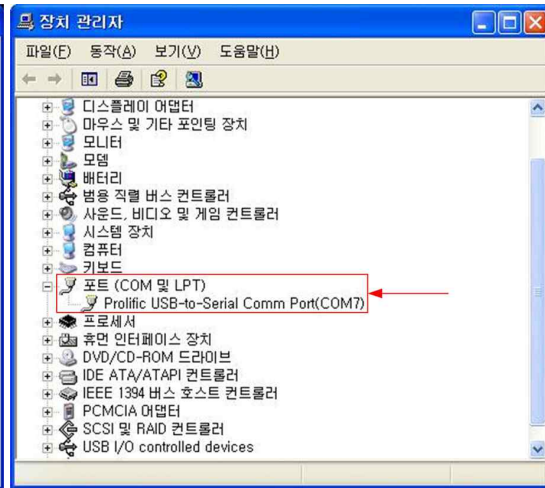 장치 관리자
파일(F) 동작(A) 보기(V) 도움말(H)
디스플레이 어댑터
마우스 및 기타 포인팅 장치
모니터
모뎀
배터리
범용 직렬 버스 컨트롤러
사운드, 비디오 및 게임 컨트롤러
시스템 장치
컴퓨터
키보드
포트 (COM 및 LPT)
Prolific USB-to-Serial Comm Port(COM7)
프로세서
휴먼 인터페이스 장치
DVD/CD-ROM 드라이브
IDE ATA/ATAPI 컨트롤러
IEEE 1394 버스 호스트 컨트롤러
PCMCIA 어댑터
SCSI 및 RAID 컨트롤러
USB I/O controlled devices